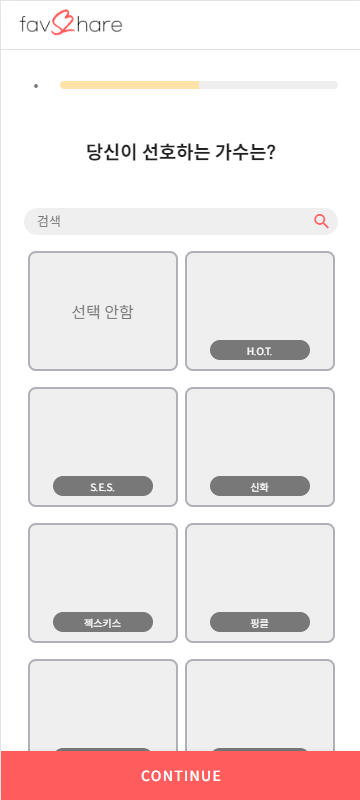 favShare
당신이 선호하는 가수는?
검색
선택 안함
H.O.T.
S.E.S.
신화
젝스키스
핑클
CONTINUE